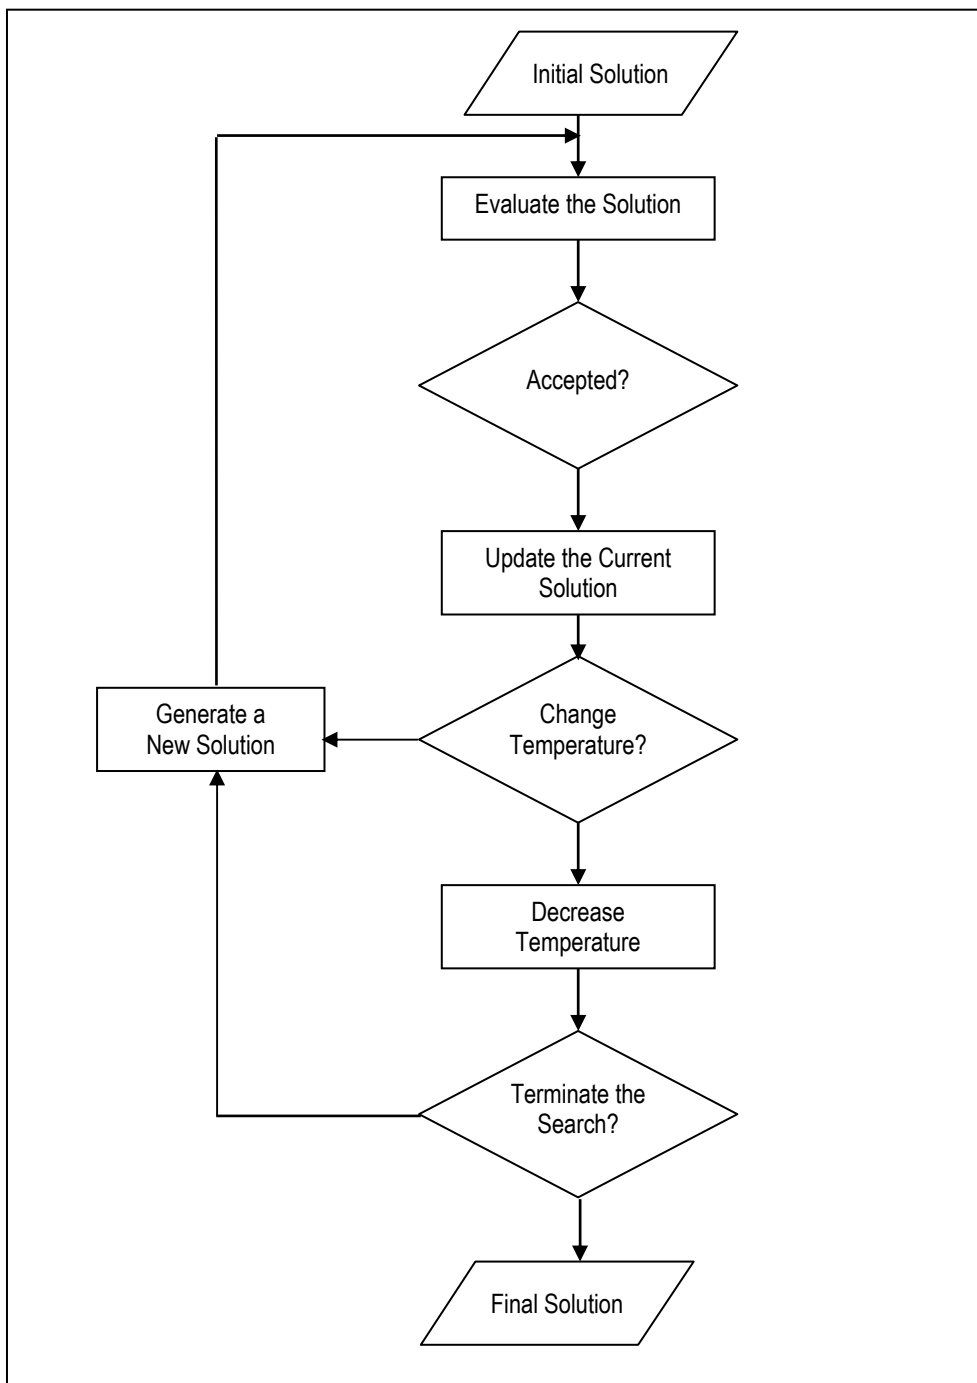 Initial Solution
Evaluate the Solution
Accepted?
Update the Current
Solution
Change
Temperature?
Generate a
New Solution
Decrease
Temperature
Terminate the
Search?
Final Solution